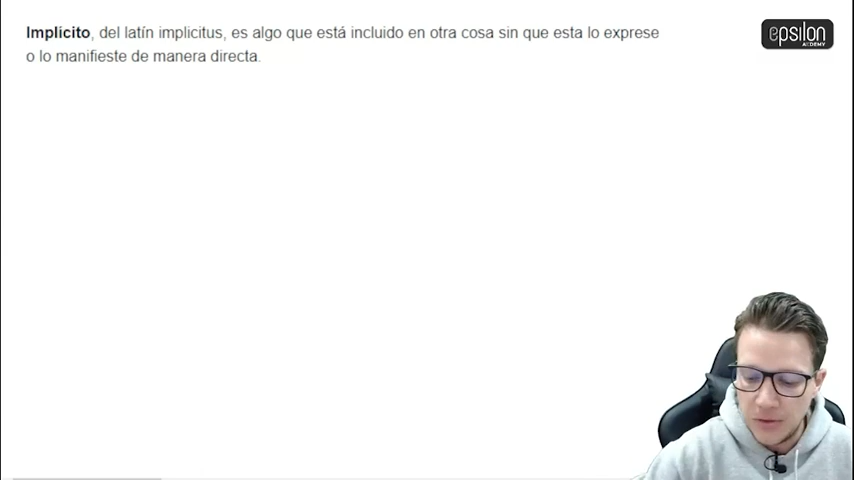 Implícito, del latín implicitus, es algo que está incluido en otra cosa sin que esta lo exprese
o lo manifieste de manera directa.
epsilon
ACADEMY